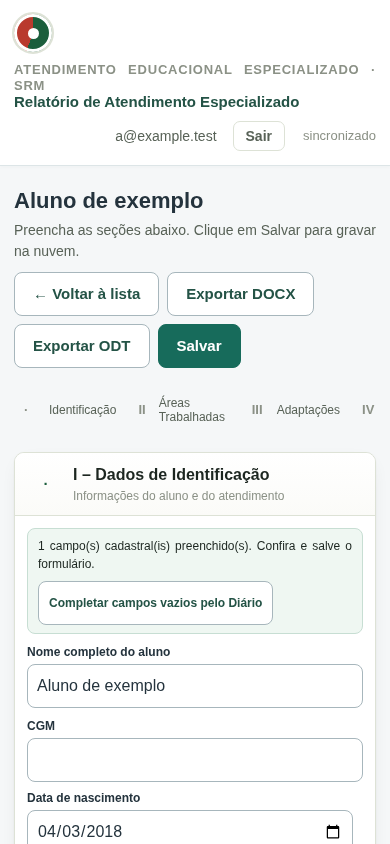 ATENDIMENTO EDUCACIONAL ESPECIALIZADO ·
SRM
Relatório de Atendimento Especializado
a@example.test Sair sincronizado
Aluno de exemplo
Preencha as seções abaixo. Clique em Salvar para gravar
na nuvem.
← Voltar à lista Exportar DOCX
Exportar ODT Salvar
· Identificação II Áreas
Trabalhadas III Adaptações IV
· I – Dados de Identificação
Informações do aluno e do atendimento
1 campo(s) cadastral(is) preenchido(s). Confira e salve o
formulário.
Completar campos vazios pelo Diário
Nome completo do aluno
Aluno de exemplo
CGM
Data de nascimento
04/03/2018